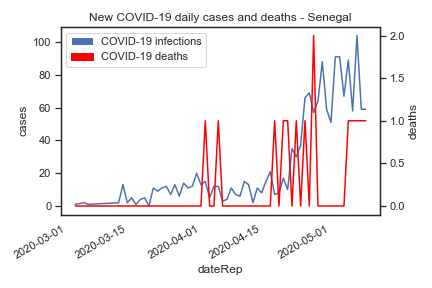 New COVID-19 daily cases and deaths - Senegal
COVID-19 infections
COVID-19 deaths
100
80
60
40
20
0
cases
2.0
1.5
1.0
0.5
0.0
deaths
2020-03-01
2020-03-15
2020-04-01
2020-04-15
2020-05-01
dateRep